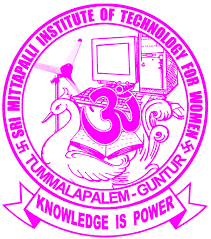 SRI MITTAPALLI INSTITUTE OF TECHNOLOGY FOR WOMEN
ॐ
TUMMALAPALEM - GUNTUR
KNOWLEDGE IS POWER